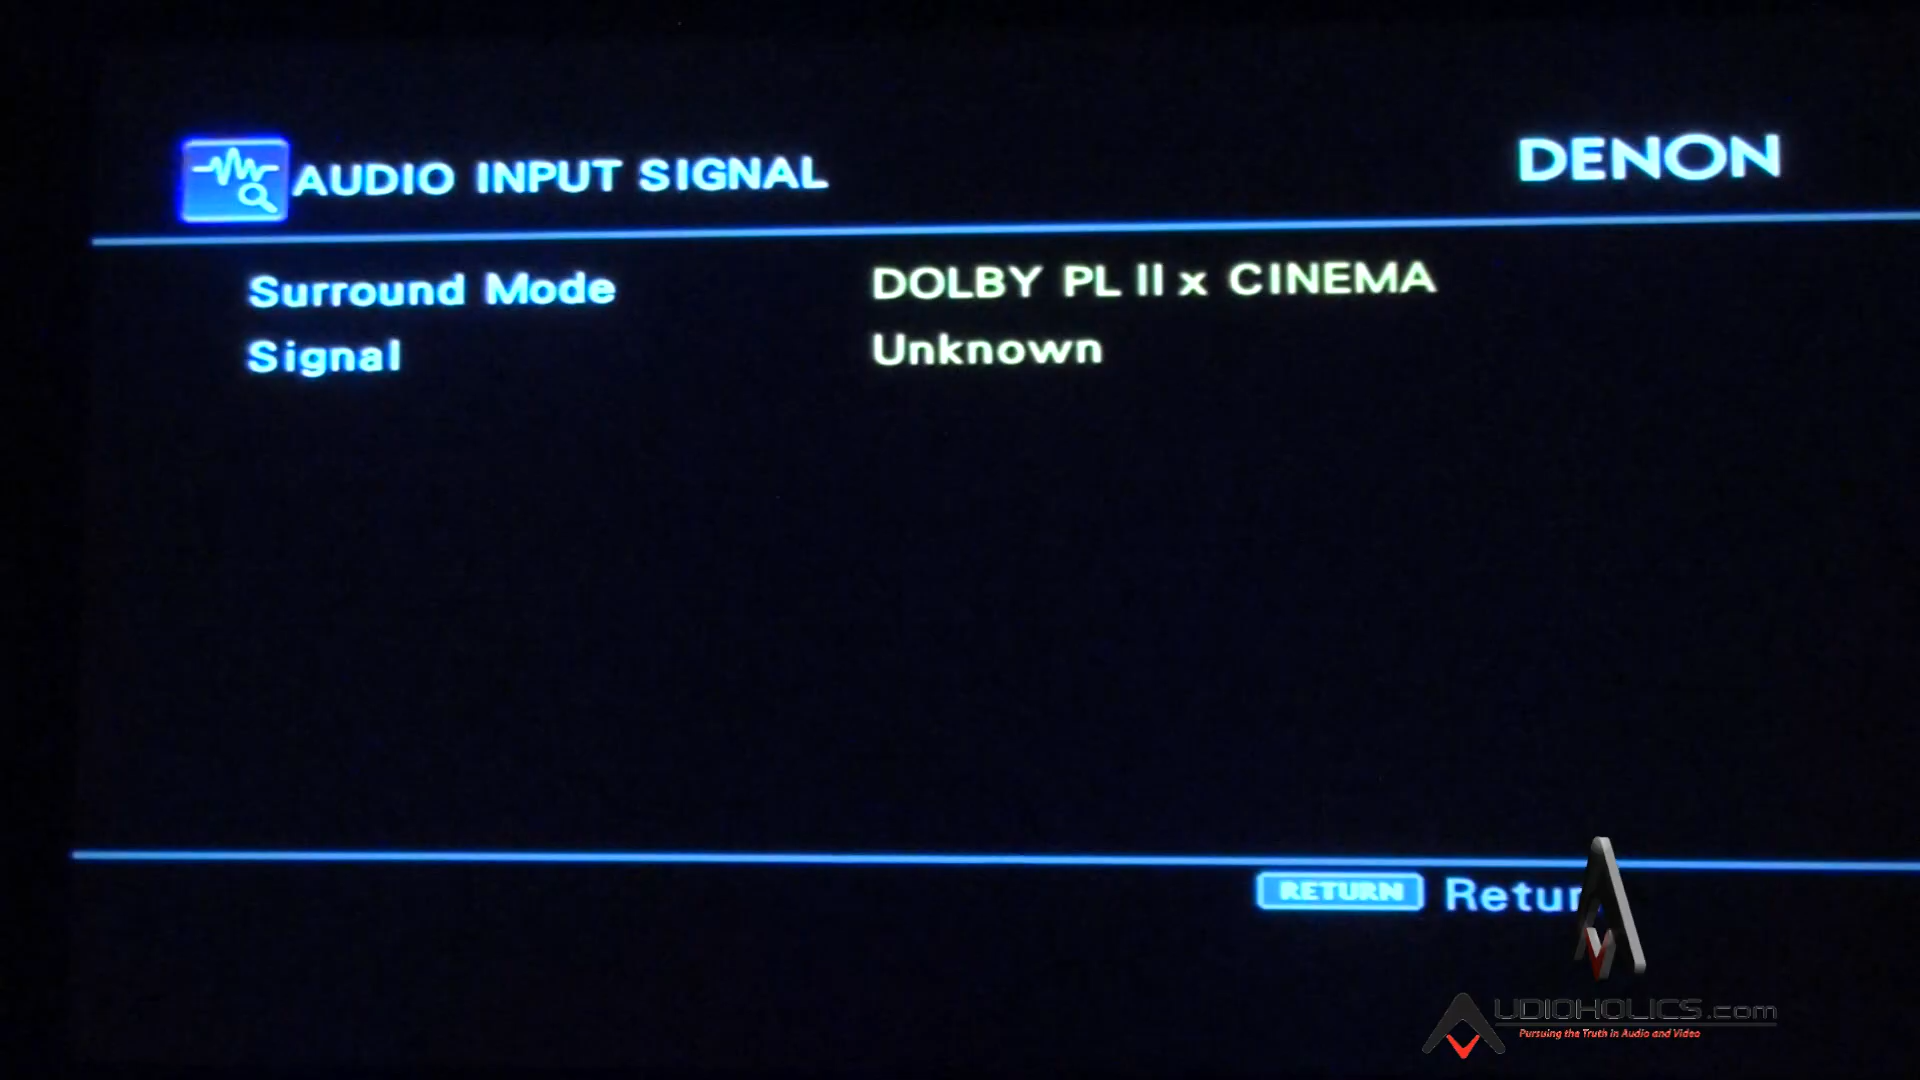 AUDIO INPUT SIGNAL
DENON
Surround Mode DOLBY PL II x CINEMA
Signal Unknown
RETURN Retur
AUDIOHOLICS.com
Pursuing the Truth in Audio and Video